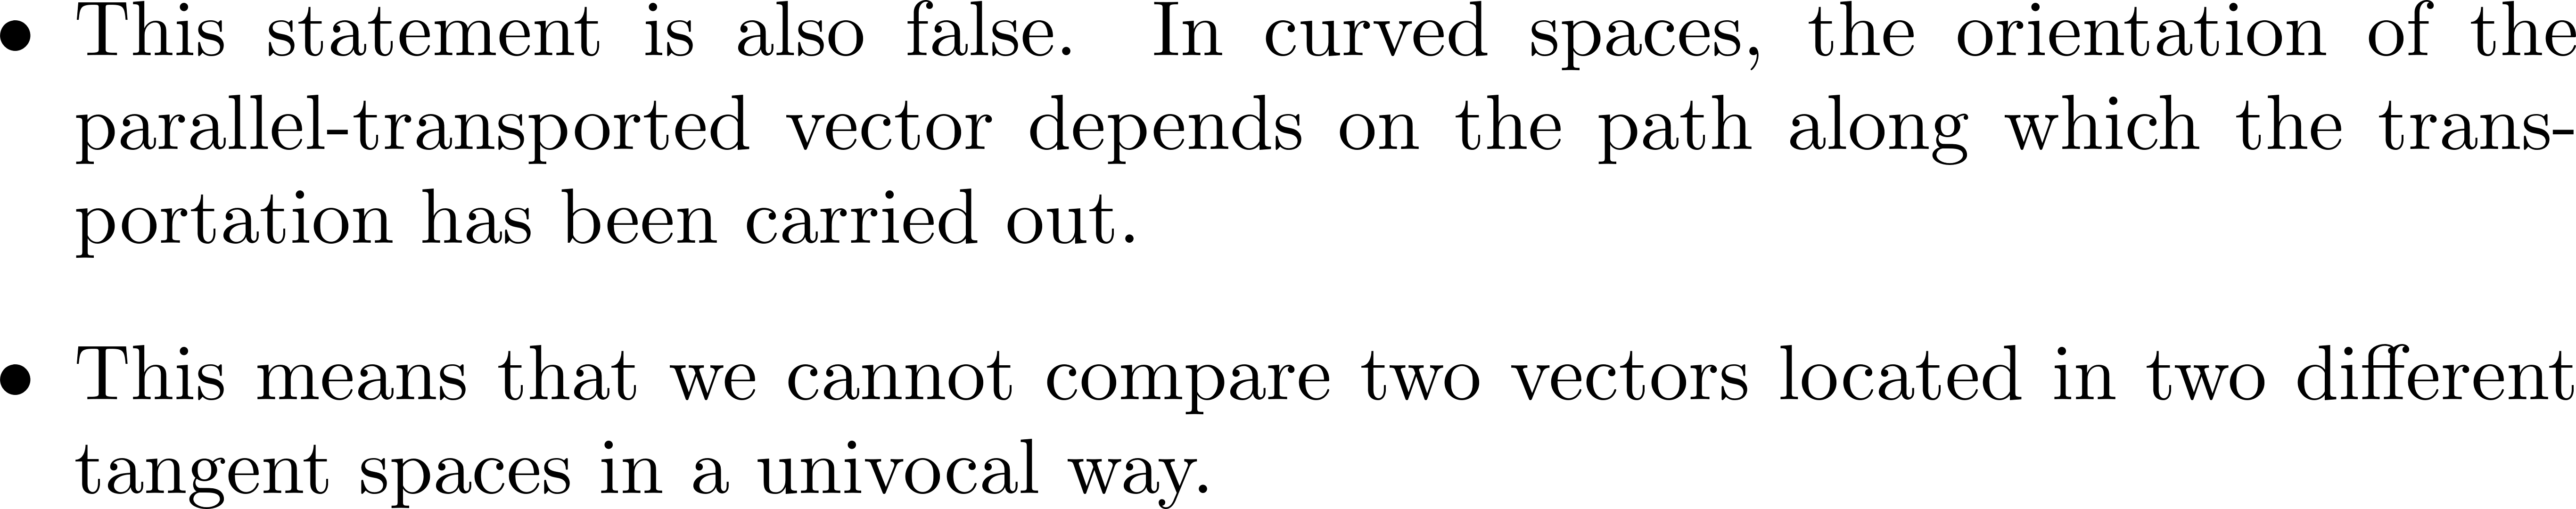 • This statement is also false. In curved spaces, the orientation of the
parallel-transported vector depends on the path along which the trans-
portation has been carried out.
• This means that we cannot compare two vectors located in two different
tangent spaces in a univocal way.